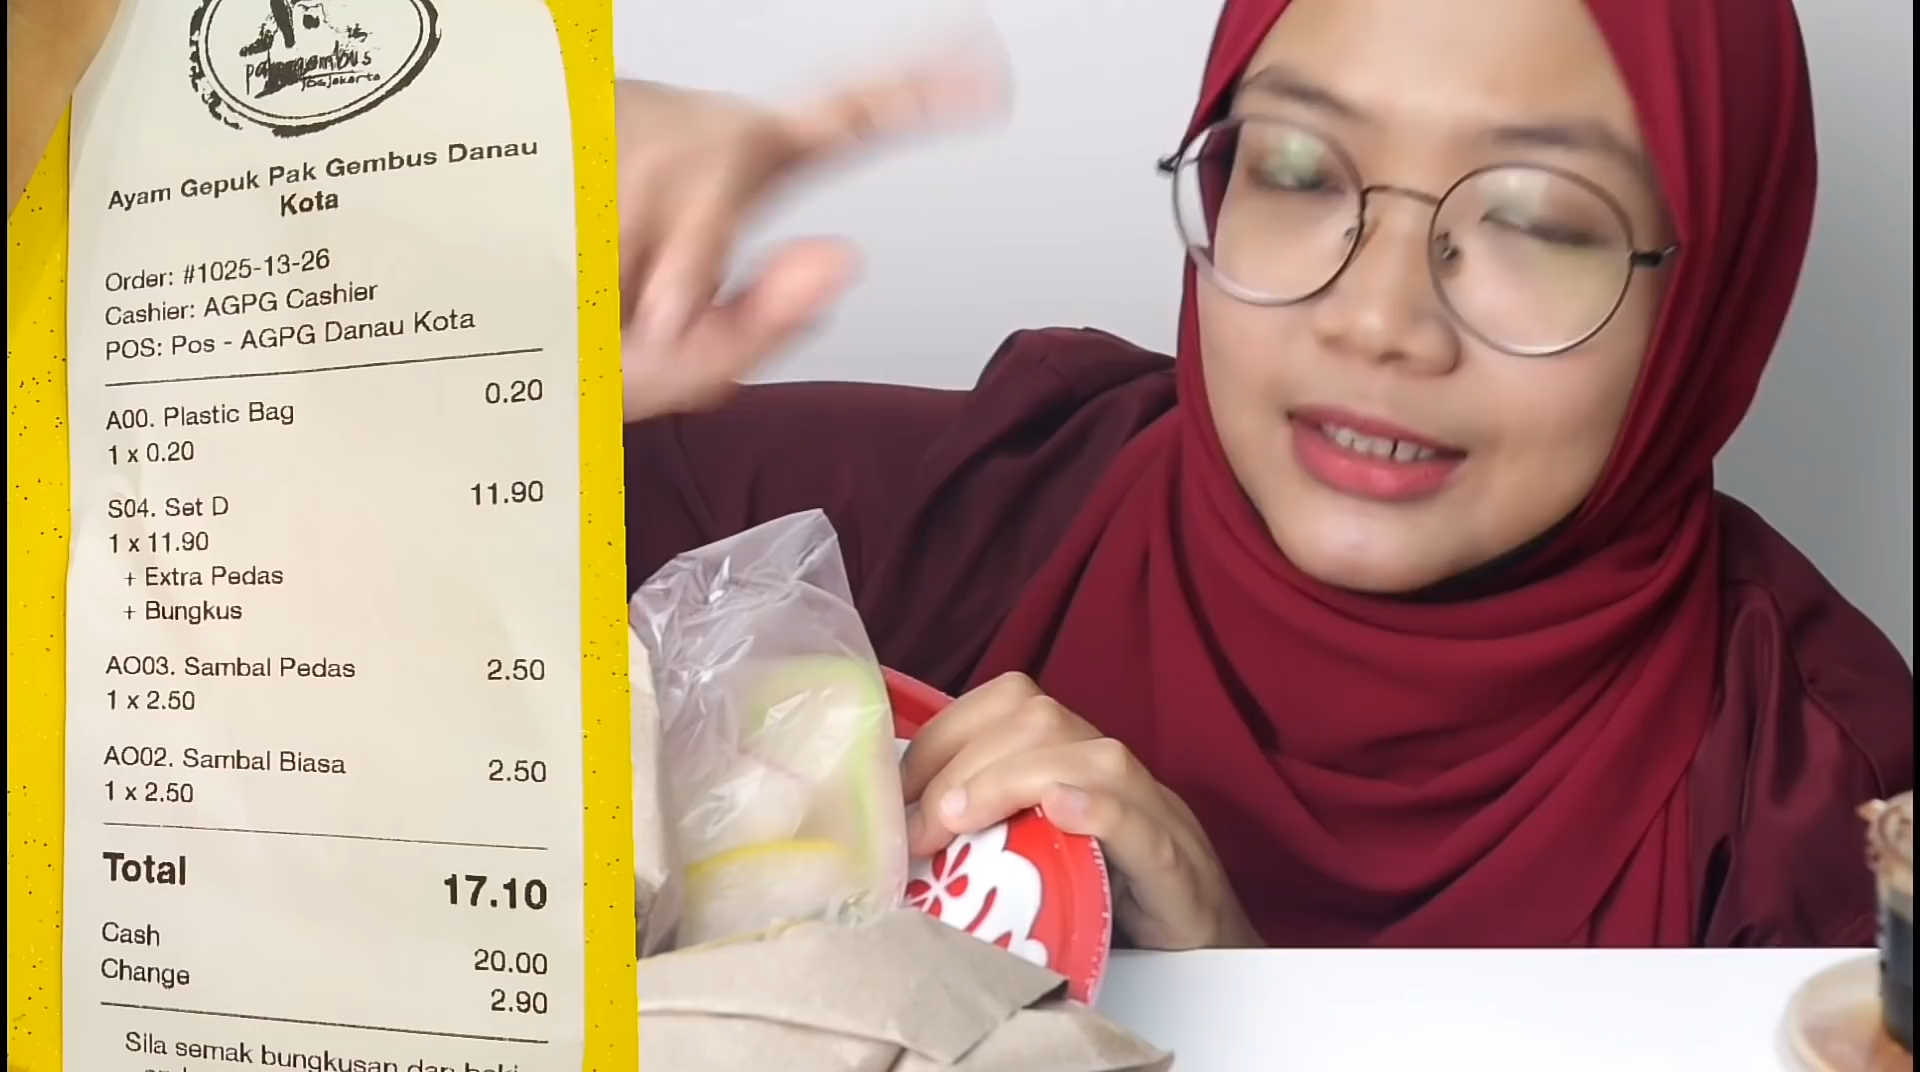 Jogjakarta
Ayam Gepuk Pak Gembus Danau
Kota
Order: #1025-13-26
Cashier: AGPG Cashier
POS: Pos - AGPG Danau Kota
A00. Plastic Bag 0.20
1 x 0.20
S04. Set D 11.90
1 x 11.90
+ Extra Pedas
+ Bungkus
AO03. Sambal Pedas 2.50
1 x 2.50
AO02. Sambal Biasa 2.50
1 x 2.50
Total 17.10
Cash 20.00
Change 2.90
Sila semak bungkusan dan baki